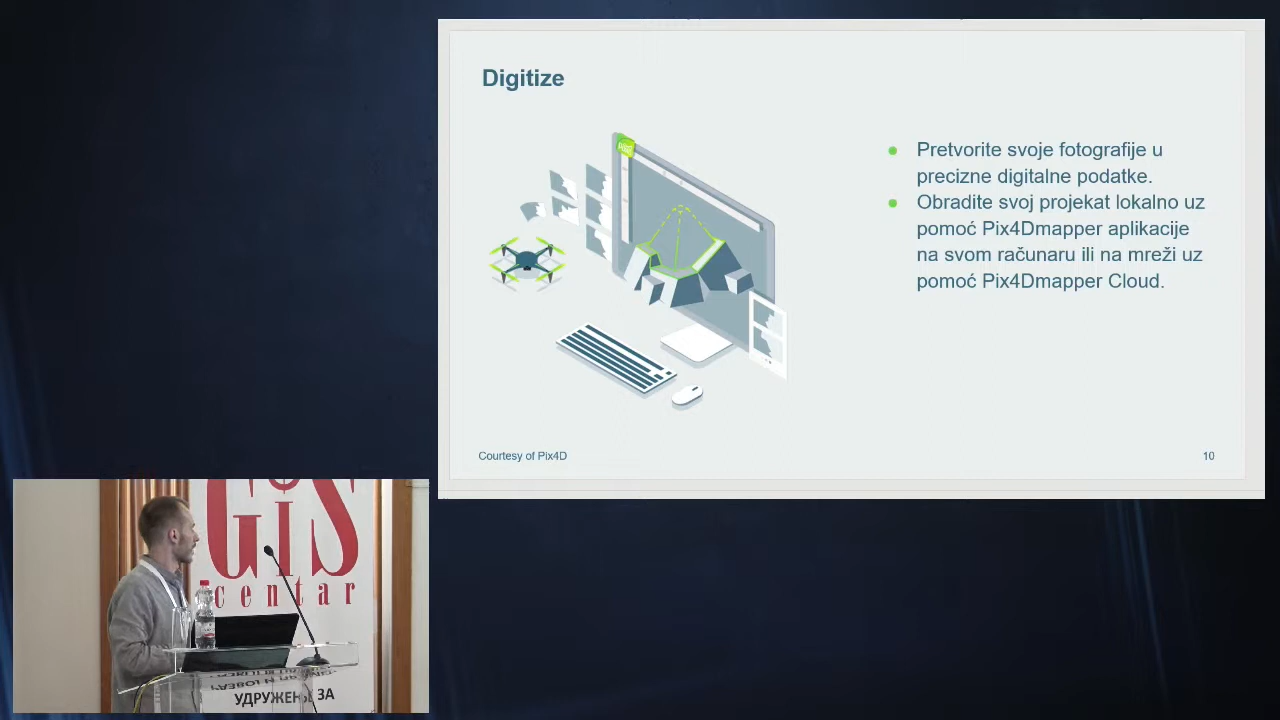 Digitize
Pretvorite svoje fotografije u
precizne digitalne podatke.
Obradite svoj projekat lokalno uz
pomoć Pix4Dmapper aplikacije
na svom računaru ili na mreži uz
pomoć Pix4Dmapper Cloud.
Courtesy of Pix4D
10
GiS
centar
УДРУЖЕЊЕ ЗА